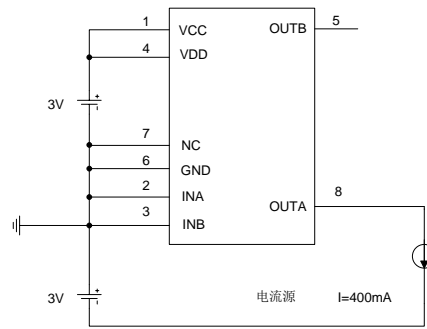 1 VCC OUTB 5
4 VDD
3V
+
-
7 NC
6 GND
2 INA
OUTA 8
3 INB
+
3V
-
电流源 I=400mA